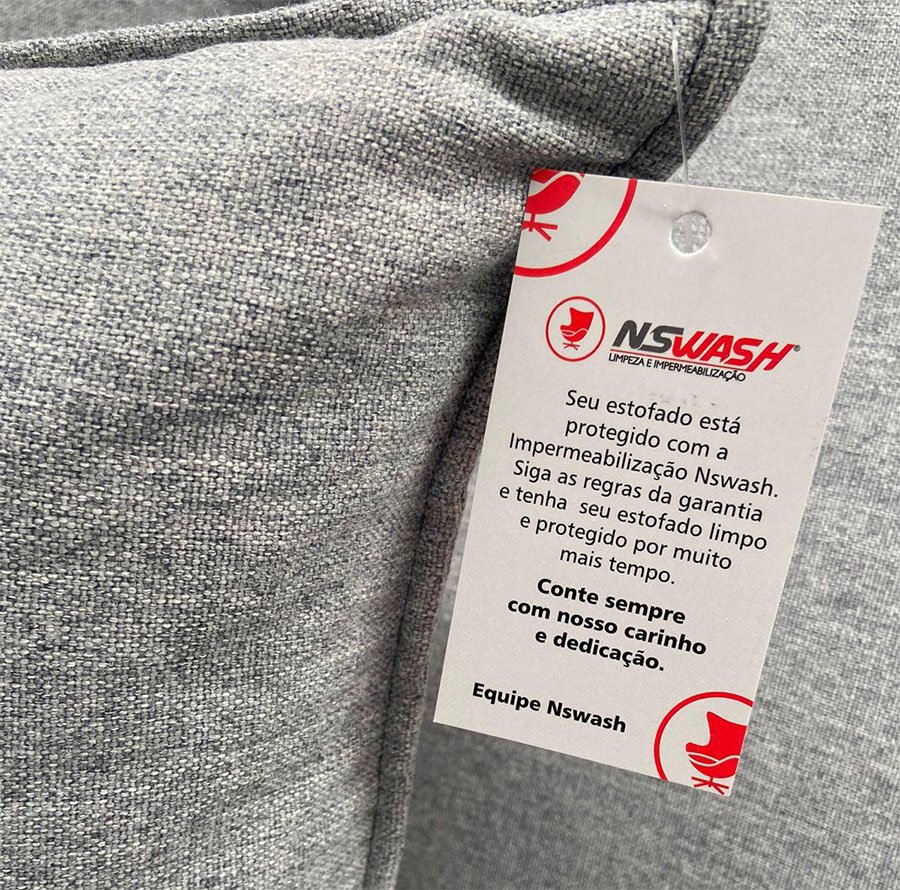 NSWASH®
LIMPEZA E IMPERMEABILIZAÇÃO
Seu estofado está
protegido com a
Impermeabilização Nswash.
Siga as regras da garantia
e tenha seu estofado limpo
e protegido por muito
mais tempo.
Conte sempre
com nosso carinho
e dedicação.
Equipe Nswash